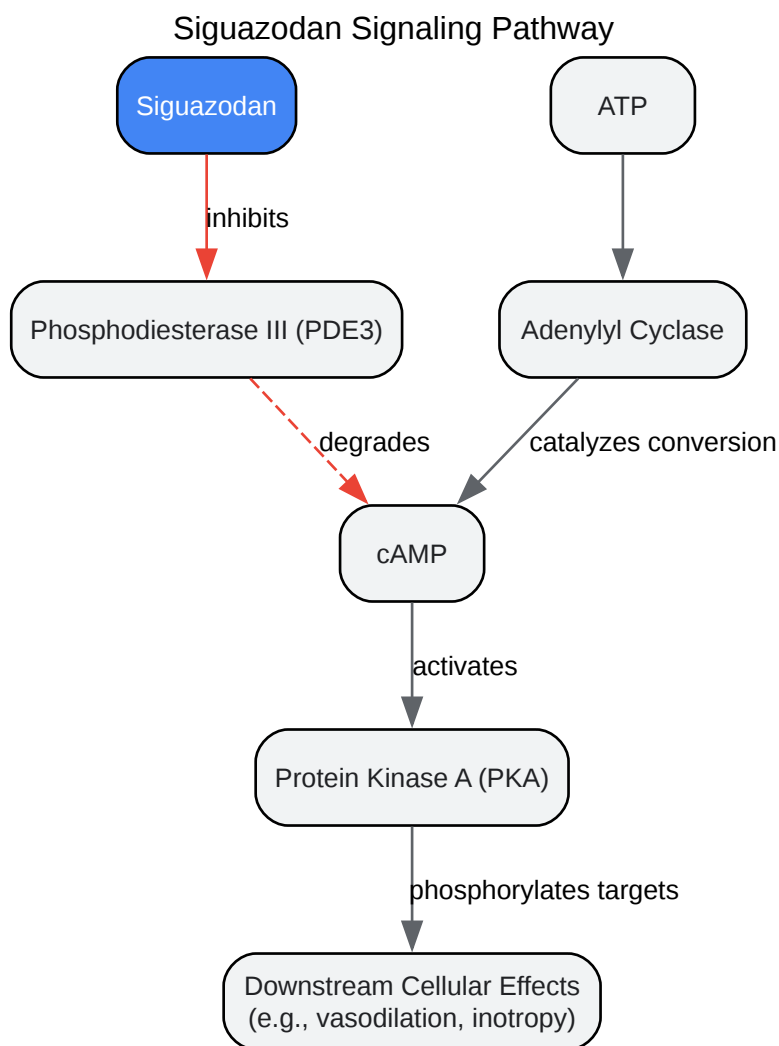 Siguazodan Signaling Pathway
Siguazodan
ATP
inhibits
Phosphodiesterase III (PDE3)
Adenylyl Cyclase
degrades
catalyzes conversion
cAMP
activates
Protein Kinase A (PKA)
phosphorylates targets
Downstream Cellular Effects
(e.g., vasodilation, inotropy)